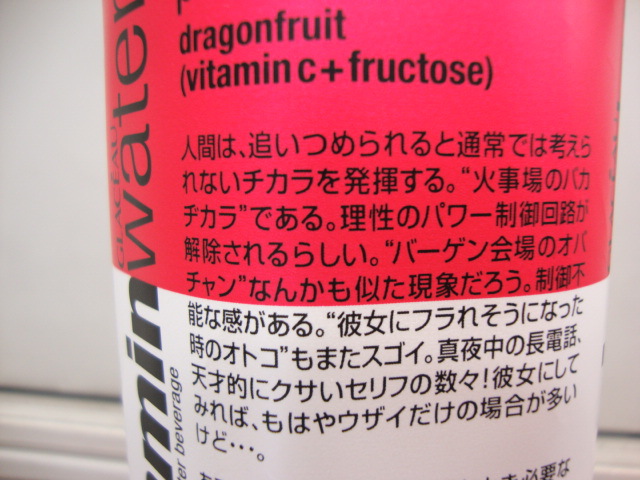 dragonfruit
(vitamin c + fructose)
GLACEAU
water
min
ter beverage
人間は、追いつめられると通常では考えら
れないチカラを発揮する。“火事場のバカ
ヂカラ”である。理性のパワー制御回路が
解除されるらしい。“バーゲン会場のオバ
チャン”なんかも似た現象だろう。制御不
能な感がある。“彼女にフラれそうになった
時のオトコ”もまたスゴイ。真夜中の長電話、
天才的にクサいセリフの数々！彼女にして
みれば、もはやウザイだけの場合が多い
けど･･･。
必要な